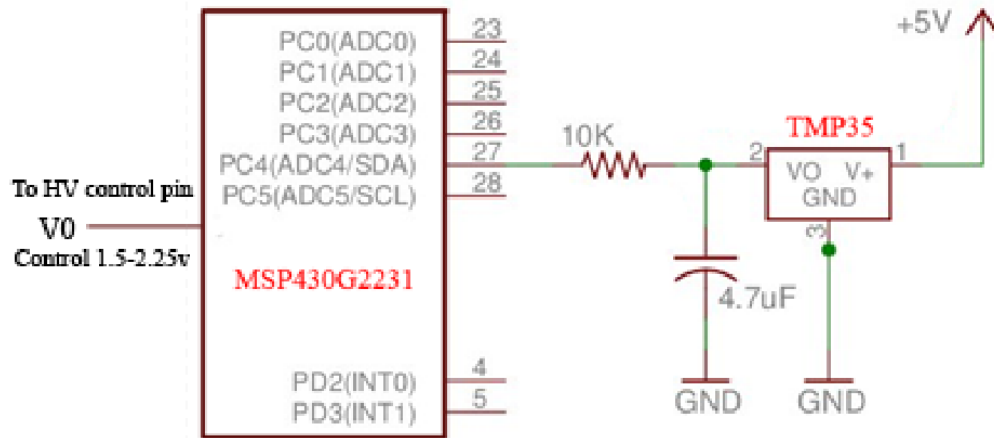 +5V
PC0(ADC0) 23
PC1(ADC1) 24
PC2(ADC2) 25
PC3(ADC3) 26
PC4(ADC4/SDA) 27
PC5(ADC5/SCL) 28
10K
TMP35
2 VO V+ 1
GND
3
To HV control pin
V0
Control 1.5-2.25v
MSP430G2231
4.7uF
PD2(INT0) 4
PD3(INT1) 5
GND
GND